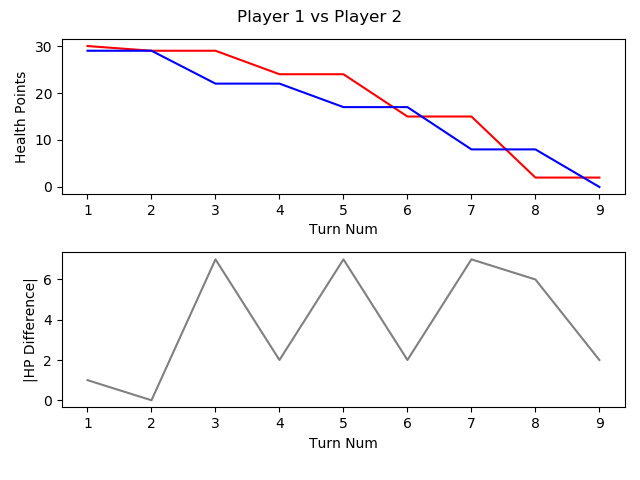 Player 1 vs Player 2
Health Points
30
20
10
0
1 2 3 4 5 6 7 8 9
Turn Num
|HP Difference|
6
4
2
0
1 2 3 4 5 6 7 8 9
Turn Num